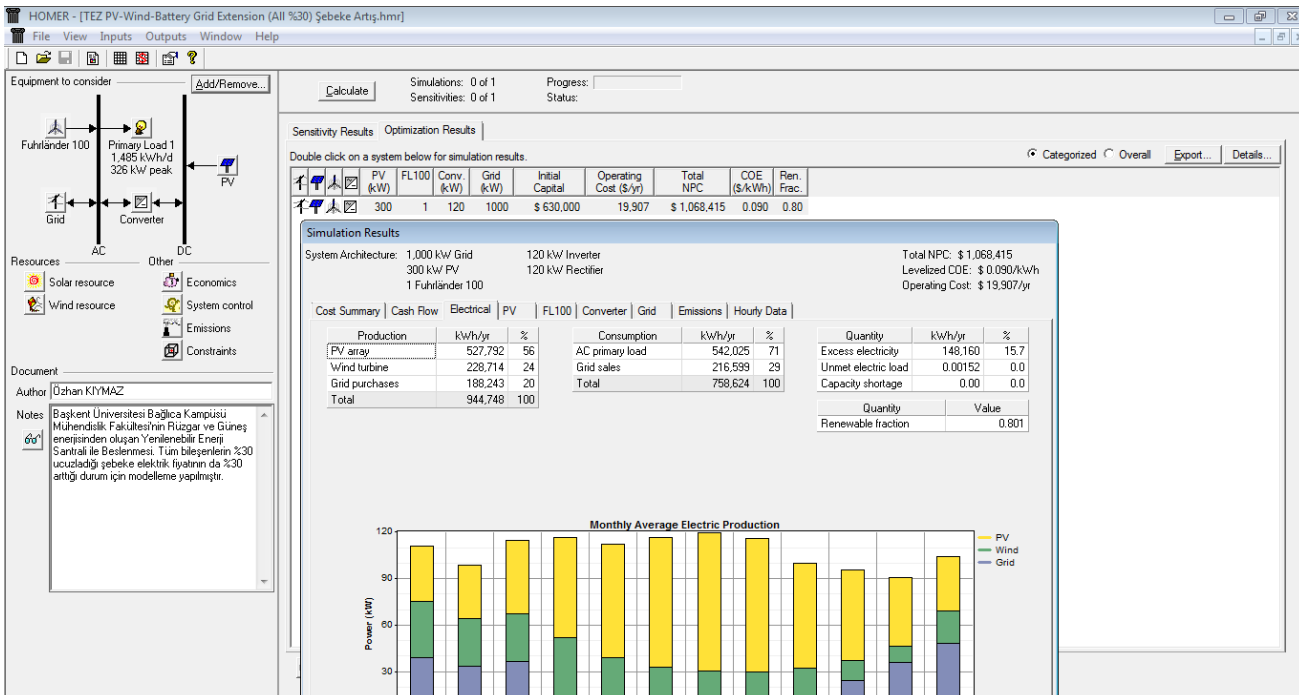 HOMER - [TEZ PV-Wind-Battery Grid Extension (All %30) Şebeke Artış.hmr]
File View Inputs Outputs Window Help
Equipment to consider
Add/Remove...
Fuhrländer 100
Primary Load 1
1,485 kWh/d
326 kW peak
PV
Grid
Converter
AC
DC
Resources
Other
Solar resource
Economics
Wind resource
System control
Emissions
Constraints
Document
Author
Özhan KIYMAZ
Notes
Başkent Üniversitesi Bağlıca Kampüsü
Mühendislik Fakültesi'nin Rüzgar ve Güneş
enerjisinden oluşan Yenilenebilir Enerji
Santrali ile Beslenmesi. Tüm bileşenlerin %30
ucuzladığı şebeke elektrik fiyatının da %30
arttığı durum için modelleme yapılmıştır.
Calculate
Simulations: 0 of 1
Progress:
Sensitivities: 0 of 1
Status:
Sensitivity Results
Optimization Results
Double click on a system below for simulation results.
Categorized
Overall
Export...
Details...
PV (kW) FL100 Conv. (kW) Grid (kW) Initial Capital Operating Cost ($/yr) Total NPC COE ($/kWh) Ren. Frac.
300 1 120 1000 $ 630,000 19,907 $ 1,068,415 0.090 0.80
Simulation Results
System Architecture: 1,000 kW Grid
300 kW PV
1 Fuhrländer 100
120 kW Inverter
120 kW Rectifier
Total NPC: $ 1,068,415
Levelized COE: $ 0.090/kWh
Operating Cost: $ 19,907/yr
Cost Summary Cash Flow Electrical PV FL100 Converter Grid Emissions Hourly Data
Production kWh/yr %
PV array 527,792 56
Wind turbine 228,714 24
Grid purchases 188,243 20
Total 944,748 100
Consumption kWh/yr %
AC primary load 542,025 71
Grid sales 216,599 29
Total 758,624 100
Quantity kWh/yr %
Excess electricity 148,160 15.7
Unmet electric load 0.00152 0.0
Capacity shortage 0.00 0.0
Quantity Value
Renewable fraction 0.801
Monthly Average Electric Production
Power (kW)
120
90
60
30
PV
Wind
Grid